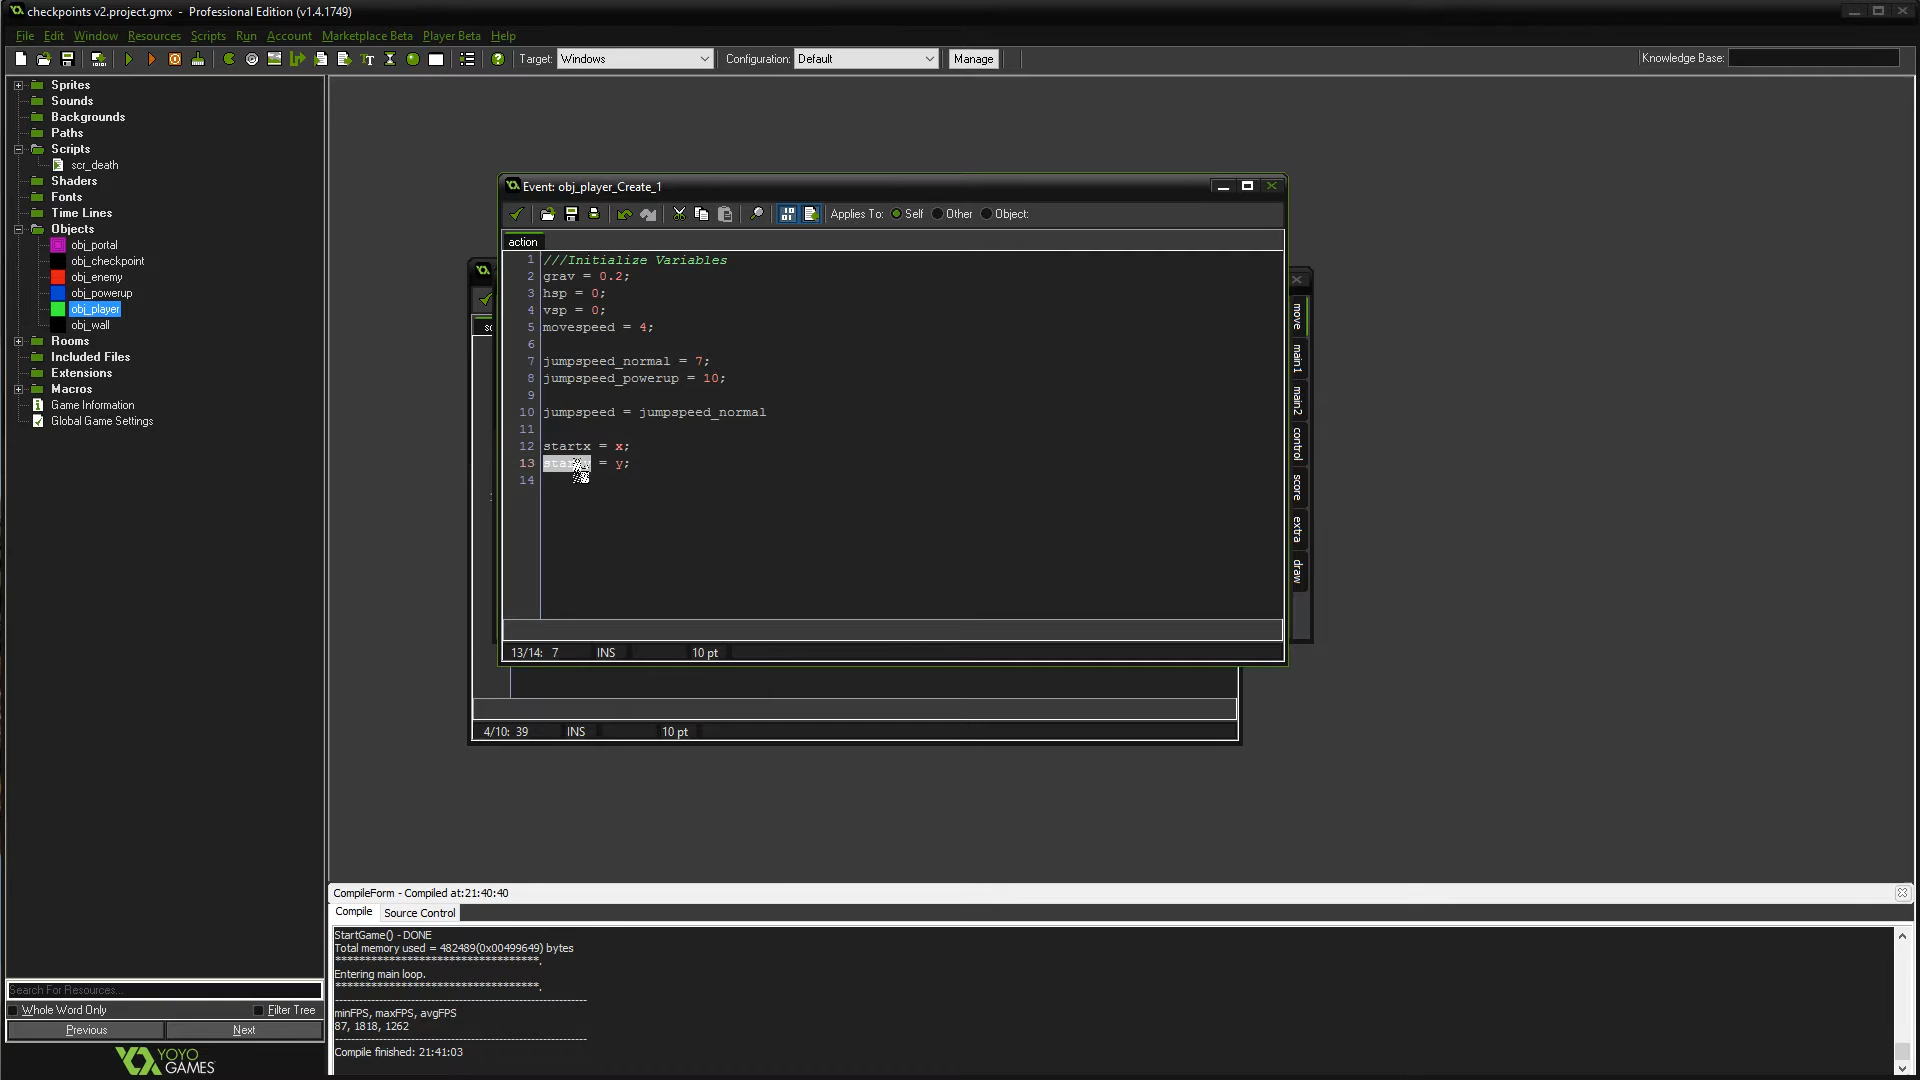 checkpoints v2.project.gmx - Professional Edition (v1.4.1749)
File Edit Window Resources Scripts Run Account Marketplace Beta Player Beta Help
Target: Windows Configuration: Default Manage Knowledge Base:
Sprites
Sounds
Backgrounds
Paths
Scripts
scr_death
Shaders
Fonts
Time Lines
Objects
obj_portal
obj_checkpoint
obj_enemy
obj_powerup
obj_player
obj_wall
Rooms
Included Files
Extensions
Macros
Game Information
Global Game Settings
Search For Resources...
Whole Word Only Filter Tree
Previous Next
YOYO
GAMES
Event: obj_player_Create_1
Applies To: Self Other Object:
action
1 ///Initialize Variables
2 grav = 0.2;
3 hsp = 0;
4 vsp = 0;
5 movespeed = 4;
6
7 jumpspeed_normal = 7;
8 jumpspeed_powerup = 10;
9
10 jumpspeed = jumpspeed_normal
11
12 startx = x;
13 = y;
14
13/14: 7 INS 10 pt
move
main1
main2
control
score
extra
draw
4/10: 39 INS 10 pt
CompileForm - Compiled at:21:40:40
Compile Source Control
StartGame() - DONE
Total memory used = 482489(0x00499649) bytes
***********************************.
Entering main loop.
***********************************.
----------------------------------------------------------------
minFPS, maxFPS, avgFPS
87, 1818, 1262
----------------------------------------------------------------
Compile finished: 21:41:03